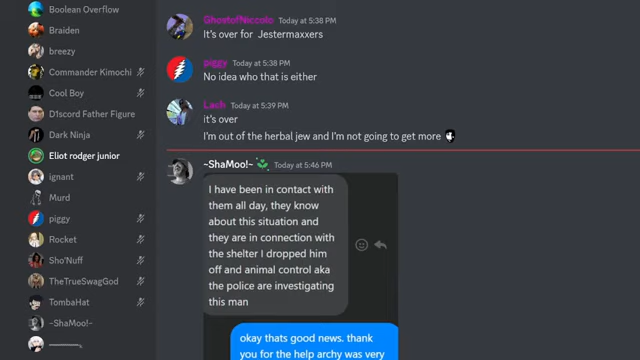 Boolean Overflow
Braiden
breezy
Commander Kimochi
Cool Boy
D1scord Father Figure
Dark Ninja
Eliot rodger junior
ignant
Murd
piggy
Rocket
Sho'Nuff
TheTrueSwagGod
TombaHat
~ShaMoo!~
GhostofNiccolo Today at 5:38 PM
It's over for Jestermaxxers
piggy Today at 5:38 PM
No idea who that is either
Lach Today at 5:39 PM
it's over
I'm out of the herbal jew and I'm not going to get more
~ShaMoo!~ Today at 5:46 PM
I have been in contact with
them all day, they know
about this situation and
they are in connection with
the shelter I dropped him
off and animal control aka
the police are investigating
this man
okay thats good news. thank
you for the help archy was very